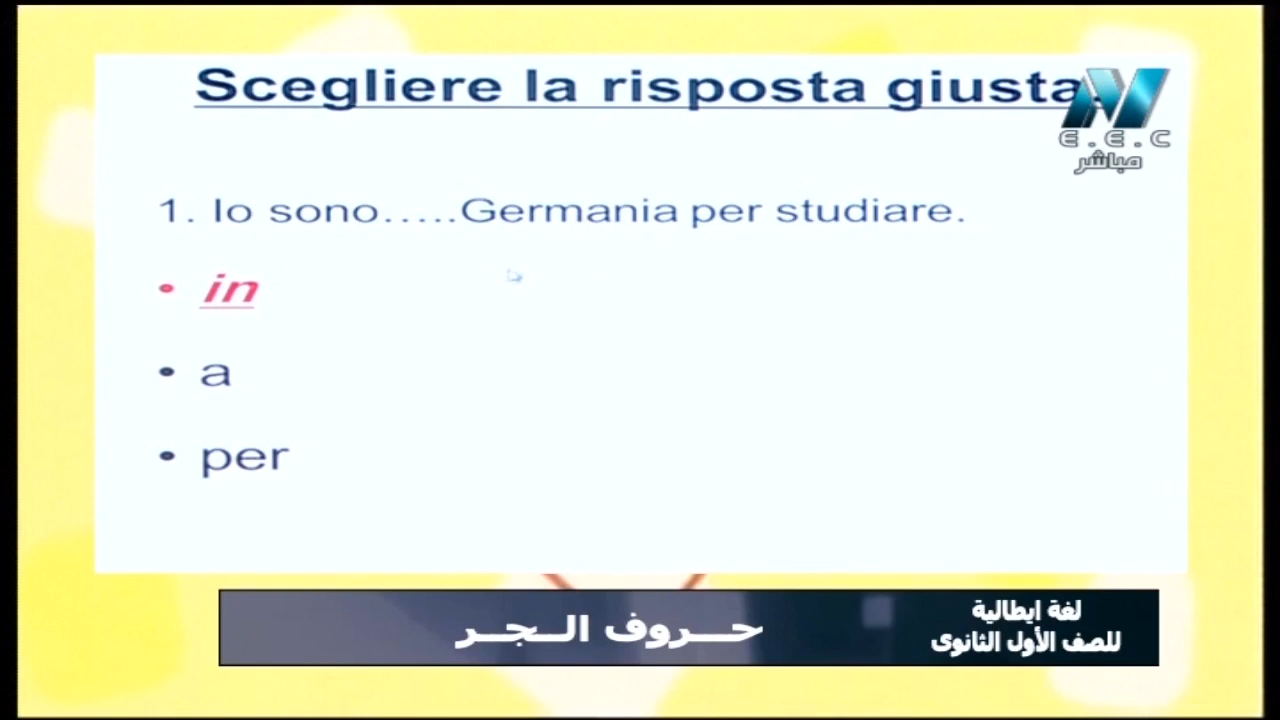 Scegliere la risposta giusta.
E.E.C
مباشر
1. Io sono.....Germania per studiare.
• in
• a
• per
حـــروف الــجــر
لغة ايطالية
للصف الأول الثانوى